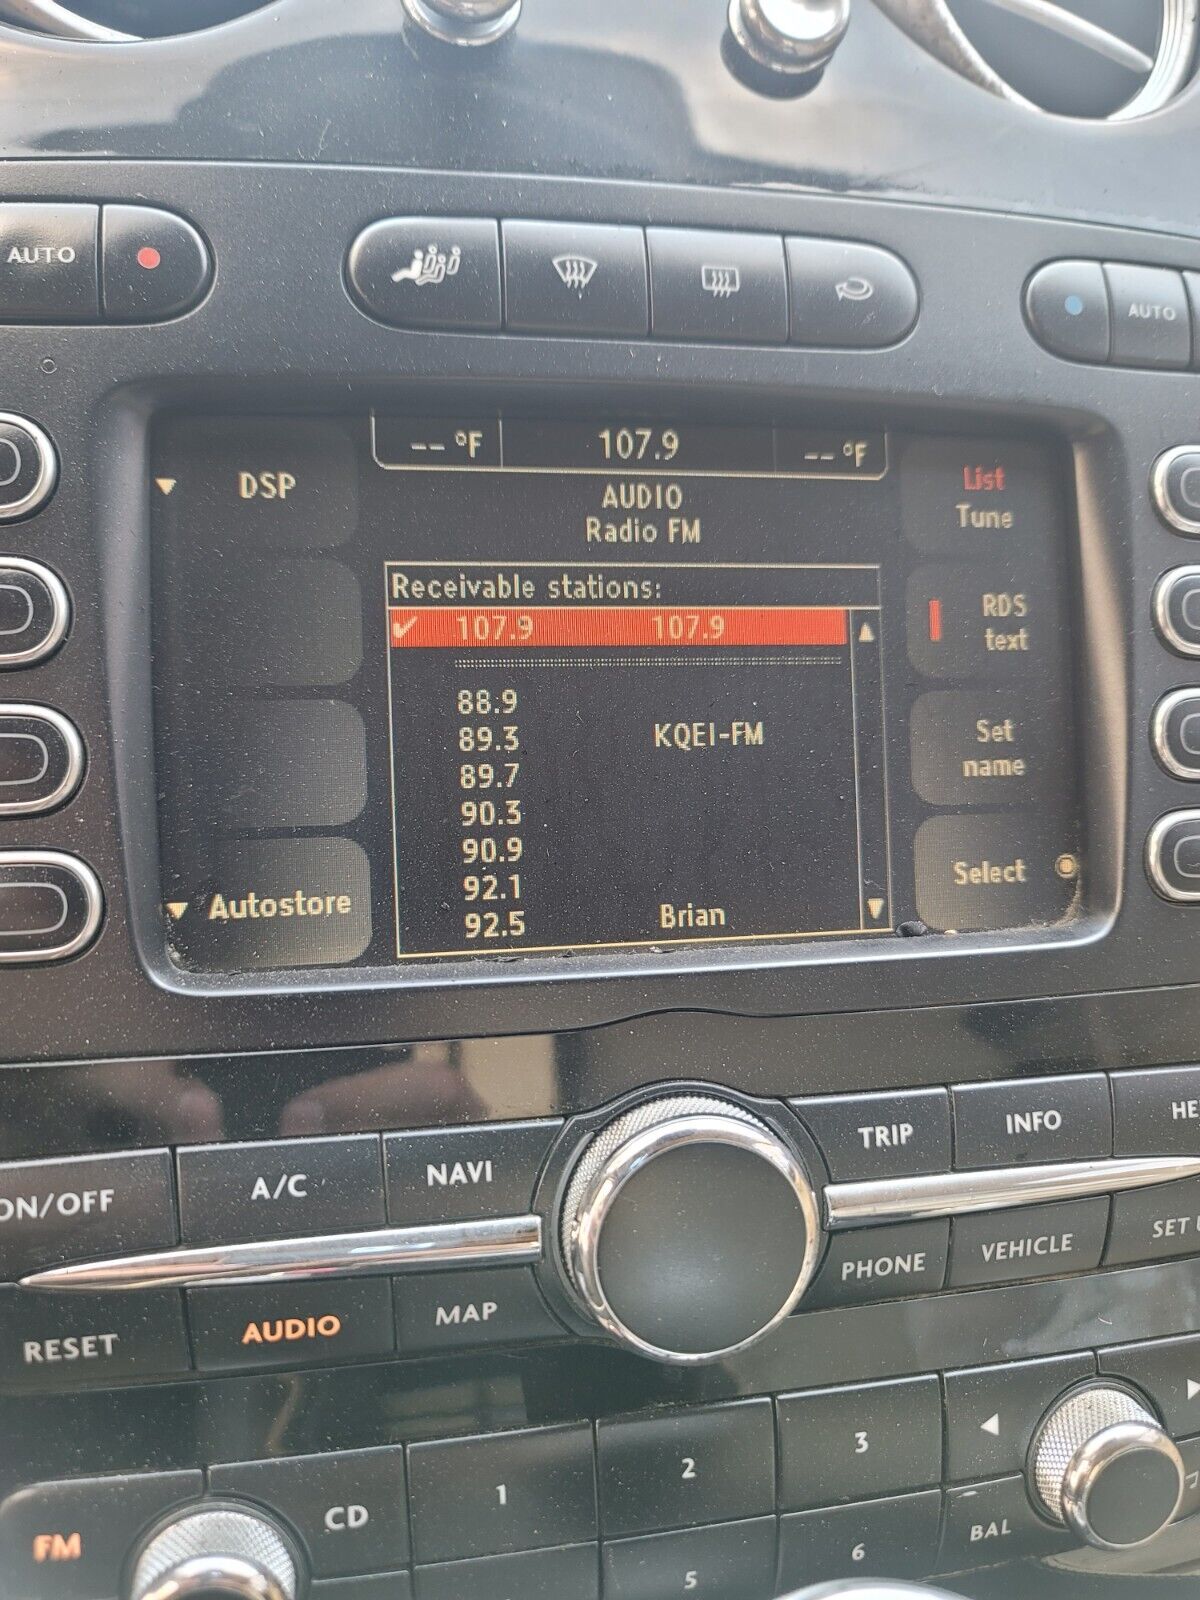 AUTO
AUTO
-- °F 107.9 -- °F
DSP
AUDIO
Radio FM
List
Tune
Receivable stations:
✓ 107.9 107.9
RDS
text
88.9
89.3 KQEI-FM
89.7
90.3
90.9
92.1
92.5 Brian
Set
name
Select
Autostore
ON/OFF A/C NAVI TRIP INFO
RESET AUDIO MAP PHONE VEHICLE SET
FM CD 1 2 3
5 6 BAL